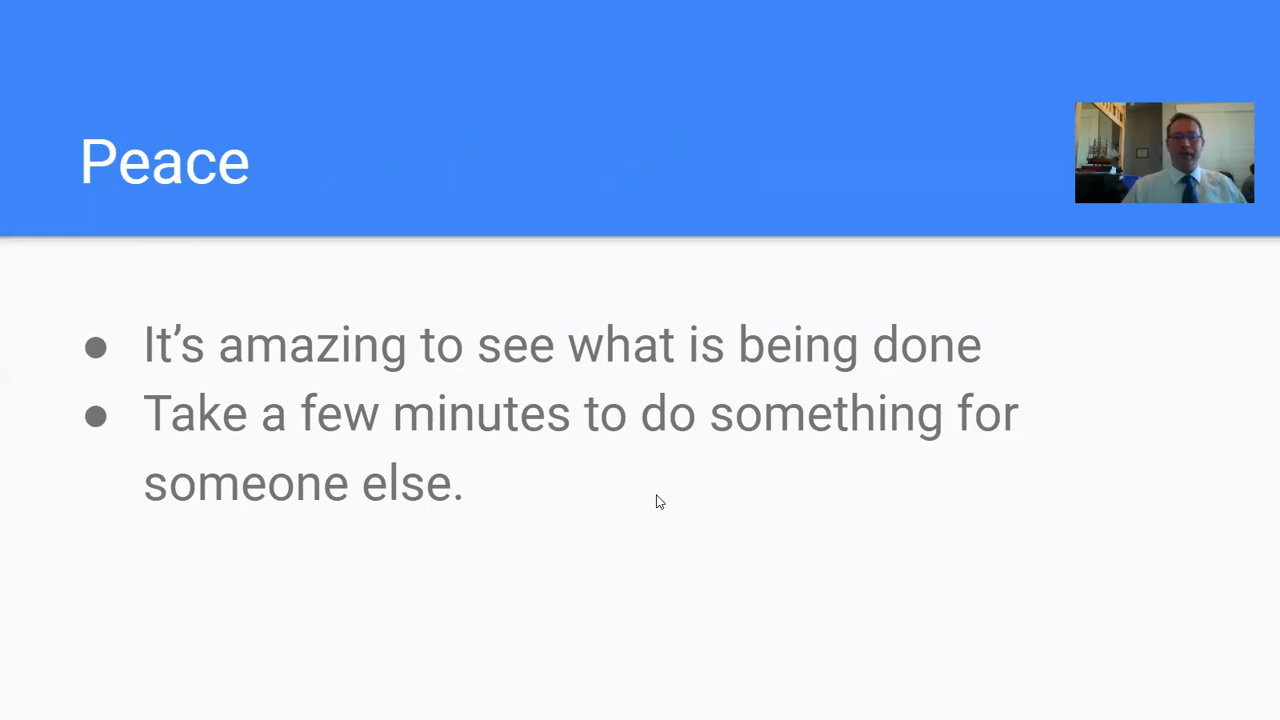 Peace
● It’s amazing to see what is being done
● Take a few minutes to do something for
someone else.